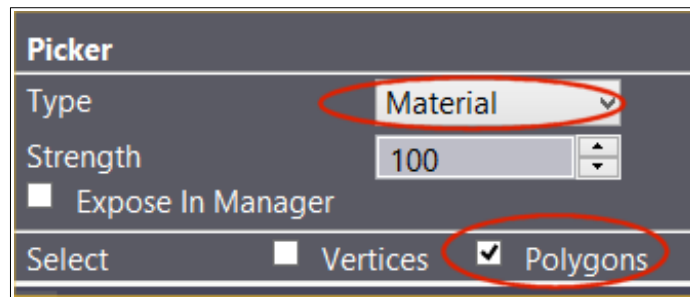 Picker
Type Material
Strength 100
Expose In Manager
Select Vertices Polygons